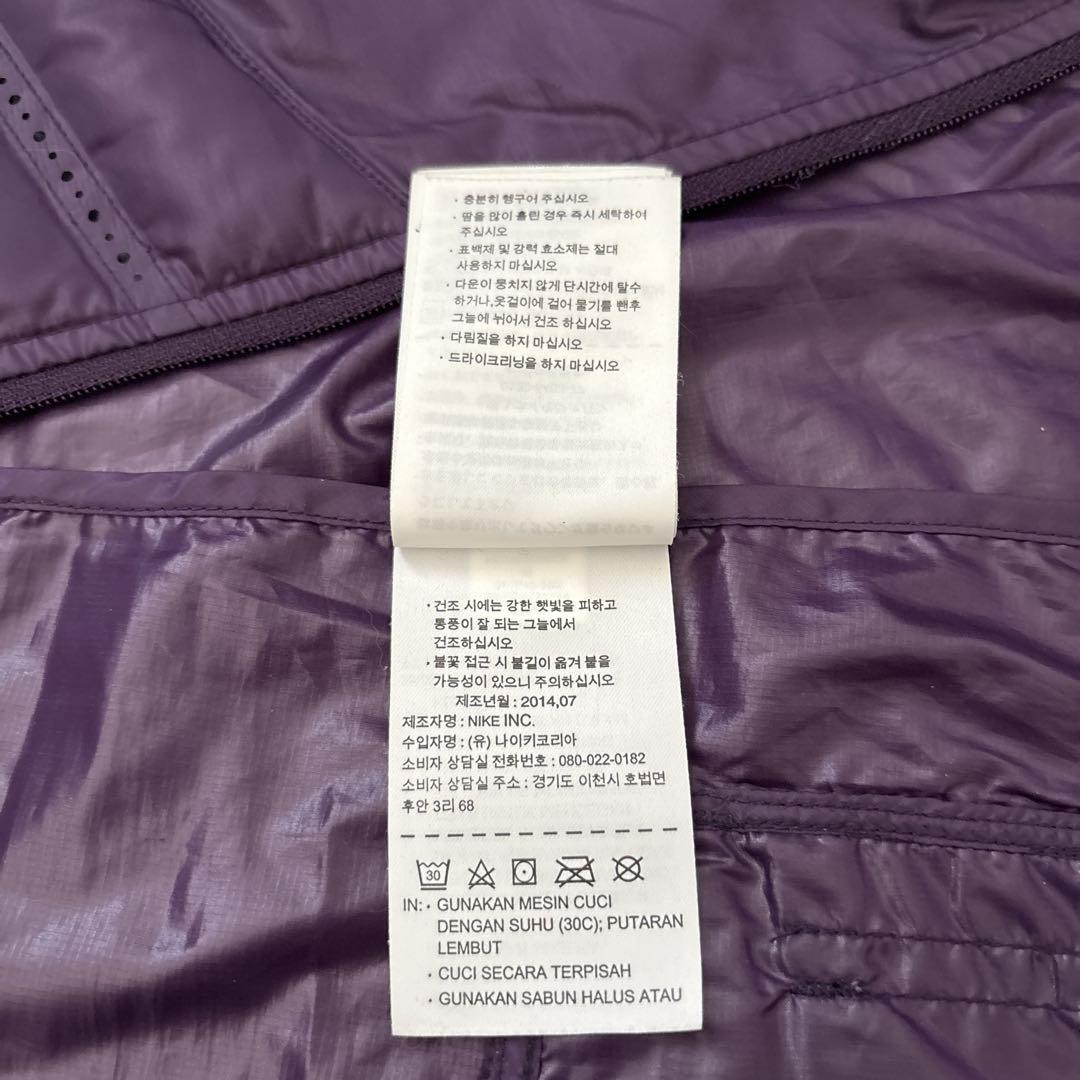 · 충분히 헹구어 주십시오
· 땀을 많이 흘린 경우 즉시 세탁하여
주십시오
· 표백제 및 강력 효소제는 절대
사용하지 마십시오
· 다운이 뭉치지 않게 단시간에 탈수
하거나,옷걸이에 걸어 물기를 뺀후
그늘에 뉘어서 건조 하십시오
· 다림질을 하지 마십시오
· 드라이크리닝을 하지 마십시오
· 건조 시에는 강한 햇빛을 피하고
통풍이 잘 되는 그늘에서
건조하십시오
· 불꽃 접근 시 불길이 옮겨 붙을
가능성이 있으니 주의하십시오
제조년월 : 2014,07
제조자명 : NIKE INC.
수입자명 : (유) 나이키코리아
소비자 상담실 전화번호 : 080-022-0182
소비자 상담실 주소 : 경기도 이천시 호법면
후안 3리 68
30
IN: · GUNAKAN MESIN CUCI
DENGAN SUHU (30C); PUTARAN
LEMBUT
· CUCI SECARA TERPISAH
· GUNAKAN SABUN HALUS ATAU